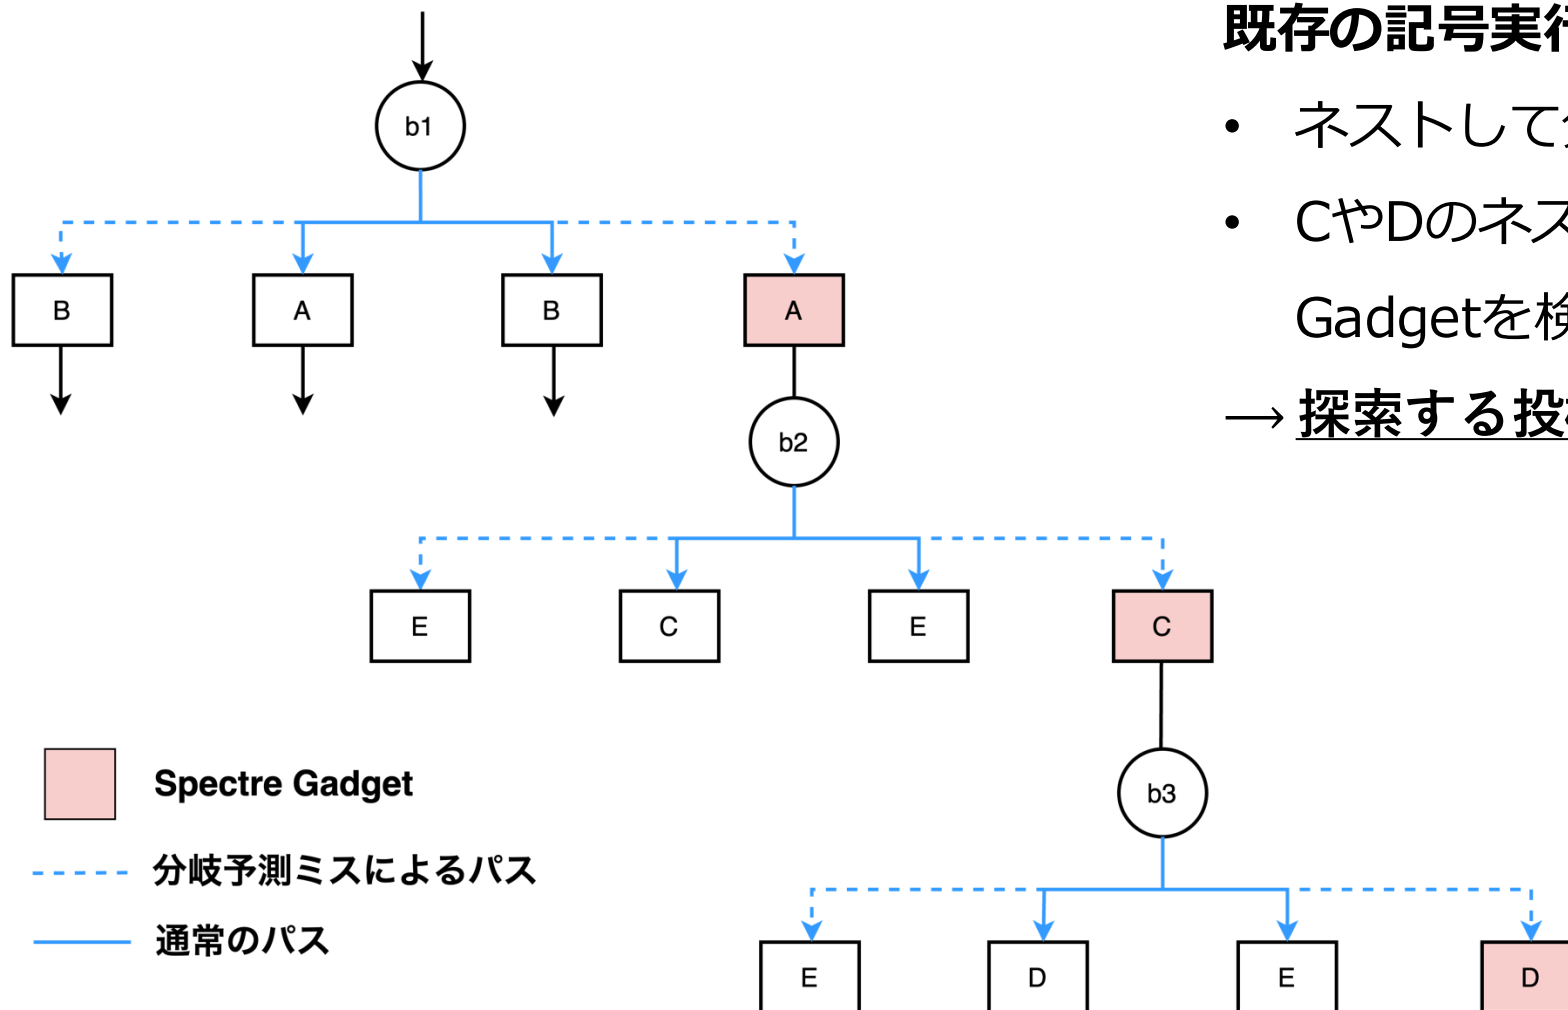 既存の記号実行
• ネストして
• CやDのネス
Gadgetを検
→ 探索する投
b1
B
A
B
A
b2
E
C
E
C
b3
E
D
E
D
Spectre Gadget
分岐予測ミスによるパス
通常のパス